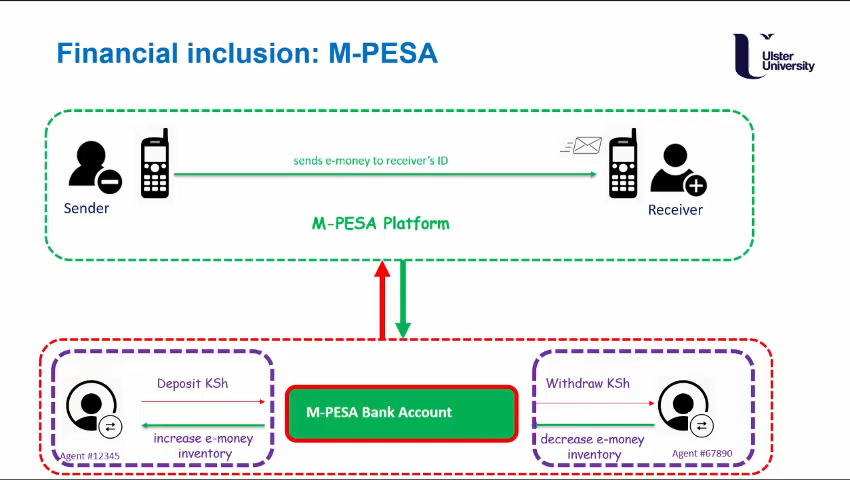 Financial inclusion: M-PESA
Ulster
University
sends e-money to receiver's ID
Sender
Receiver
M-PESA Platform
Deposit KSh
Withdraw KSh
M-PESA Bank Account
increase e-money
inventory
decrease e-money
inventory
Agent #12345
Agent #67890